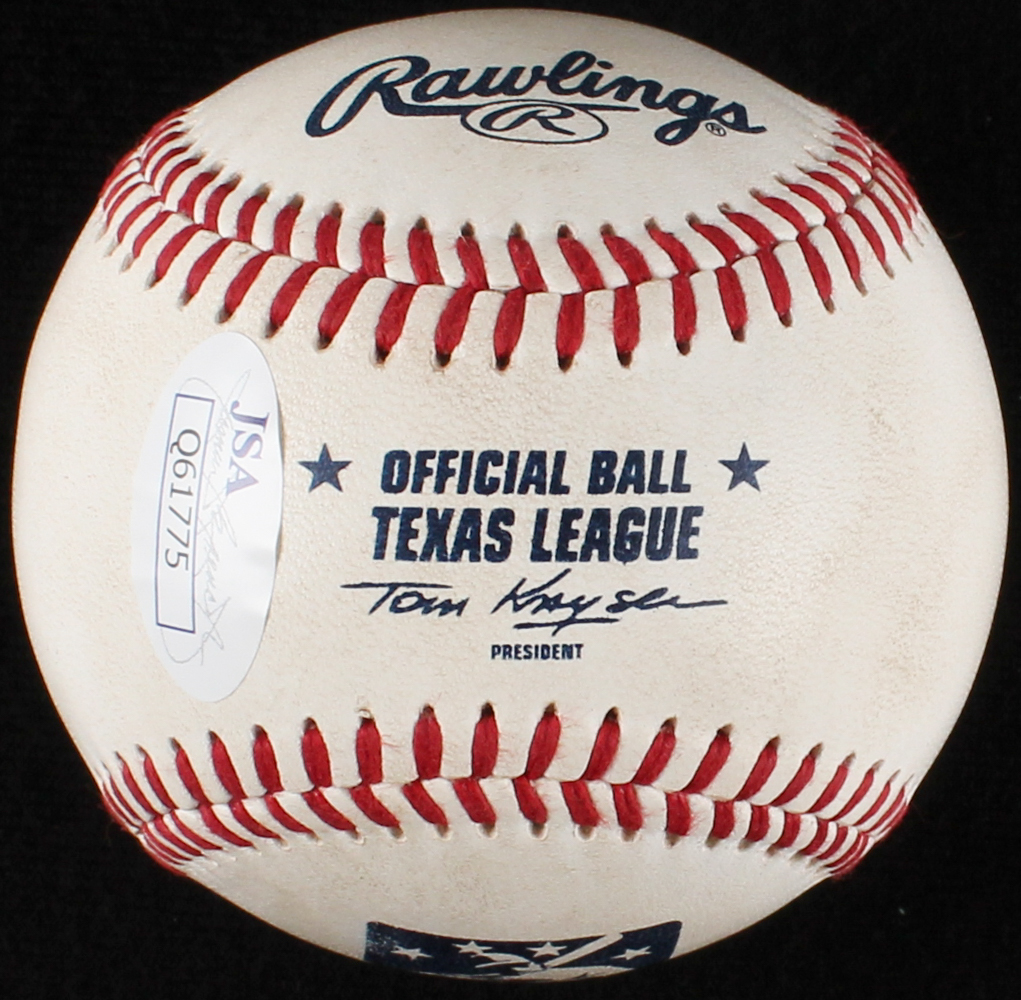 Rawlings
R
®
OFFICIAL BALL
TEXAS LEAGUE
Tom Kayser
PRESIDENT
JSA
Q61775